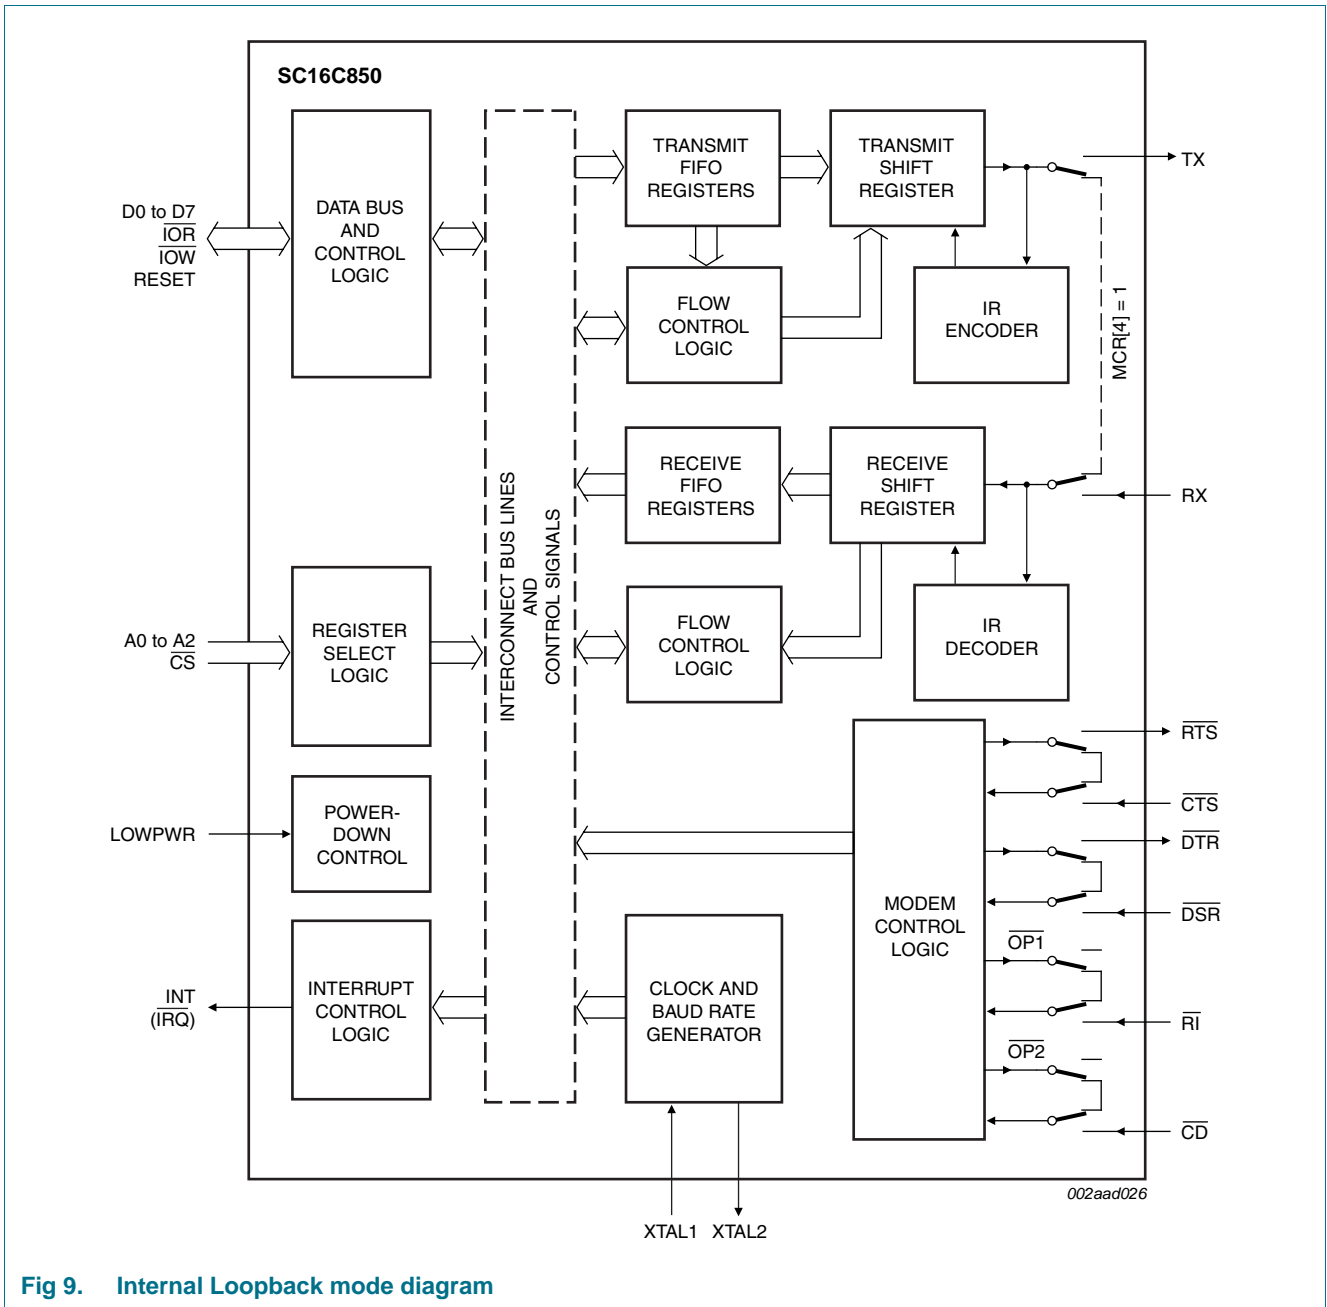 SC16C850
TRANSMIT
FIFO
REGISTERS
TRANSMIT
SHIFT
REGISTER
TX
D0 to D7
IOR
IOW
RESET
DATA BUS
AND
CONTROL
LOGIC
FLOW
CONTROL
LOGIC
IR
ENCODER
MCR[4] = 1
RECEIVE
FIFO
REGISTERS
RECEIVE
SHIFT
REGISTER
RX
INTERCONNECT BUS LINES
AND
CONTROL SIGNALS
A0 to A2
CS
REGISTER
SELECT
LOGIC
FLOW
CONTROL
LOGIC
IR
DECODER
RTS
CTS
LOWPWR
POWER-
DOWN
CONTROL
DTR
DSR
MODEM
CONTROL
LOGIC
OP1
RI
INT
(IRQ)
INTERRUPT
CONTROL
LOGIC
CLOCK AND
BAUD RATE
GENERATOR
OP2
CD
002aad026
XTAL1 XTAL2
Fig 9. Internal Loopback mode diagram